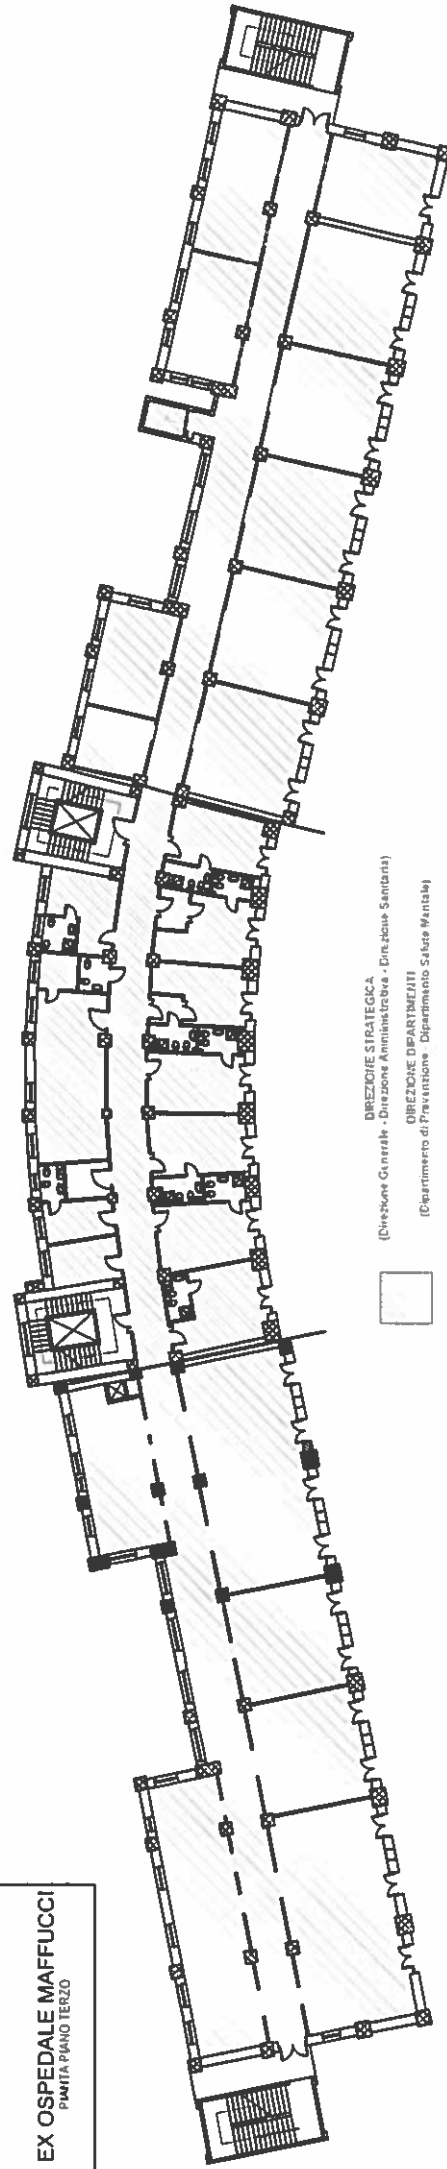 EX OSPEDALE MAFFUCCI
PIANTA PIANO TERZO
DIREZIONE STRATEGICA
(Direzione Generale - Direzione Amministrativa - Direzione Sanitaria)
DIREZIONE DIPARTIMENTI
(Dipartimento di Prevenzione - Dipartimento Salute Mentale)